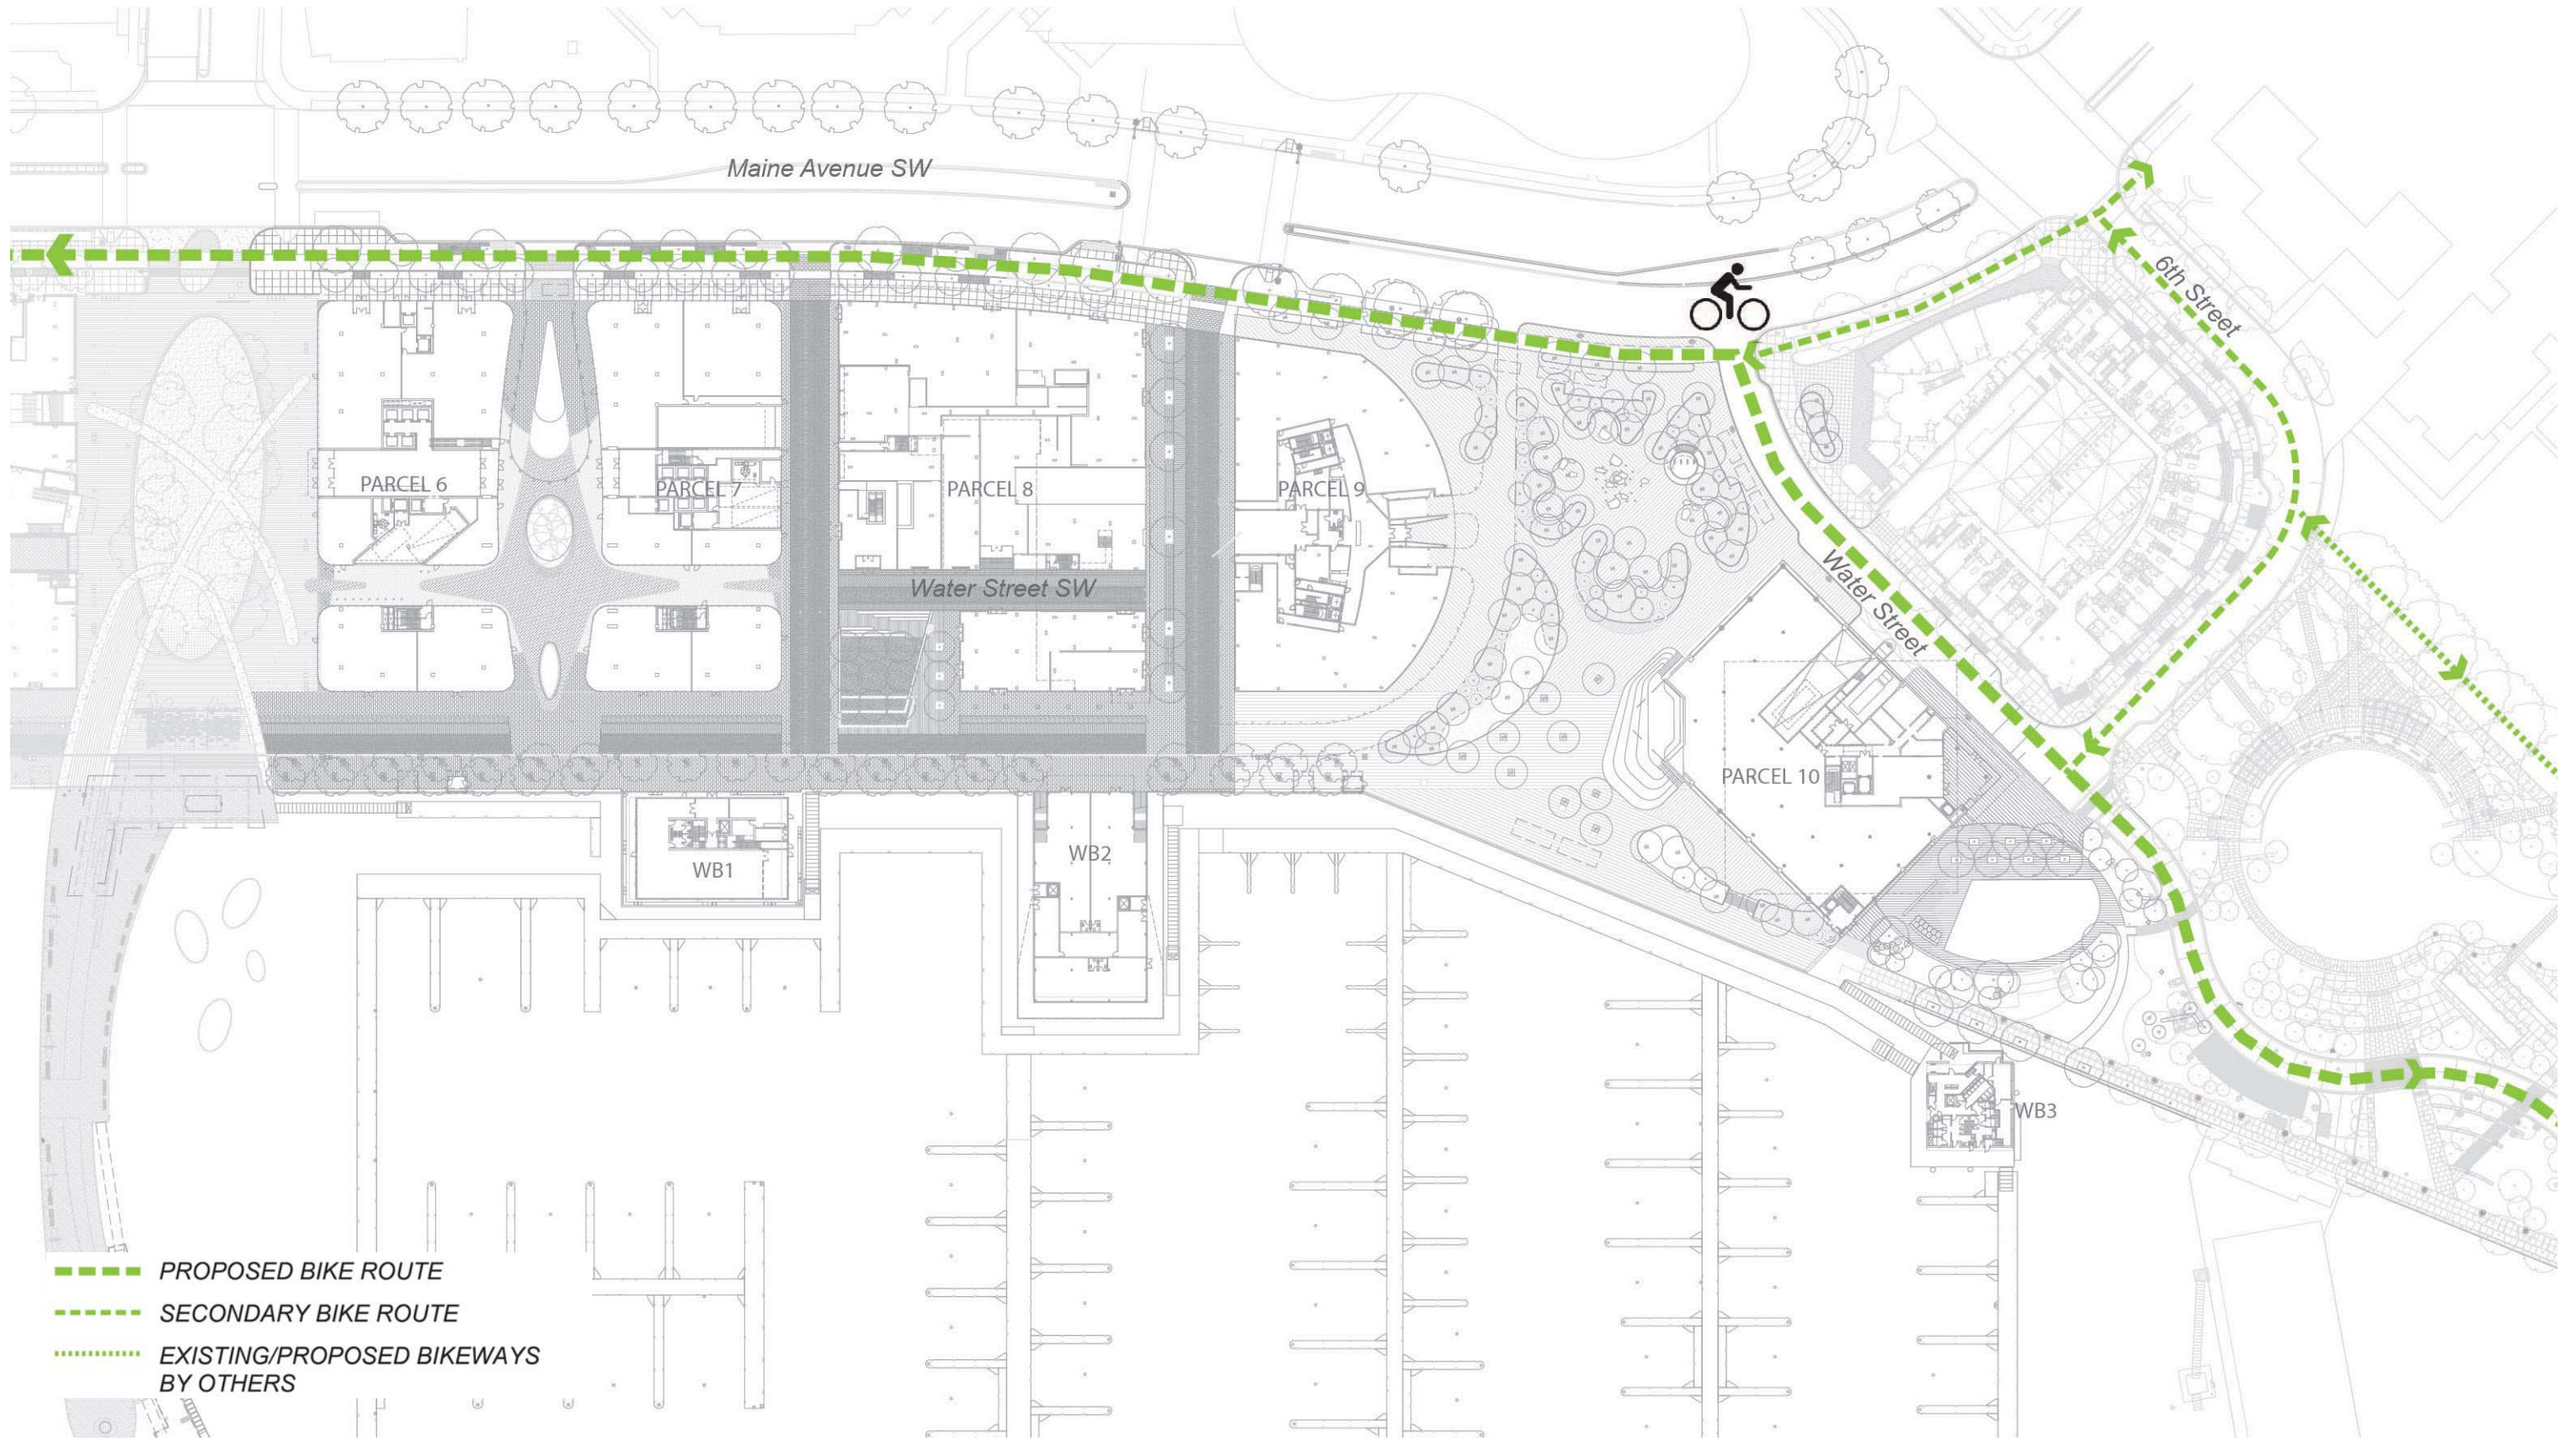 Maine Avenue SW
6th Street
PARCEL 6
PARCEL 7
PARCEL 8
PARCEL 9
Water Street SW
Water Street
PARCEL 10
WB1
WB2
WB3
PROPOSED BIKE ROUTE
SECONDARY BIKE ROUTE
EXISTING/PROPOSED BIKEWAYS
BY OTHERS